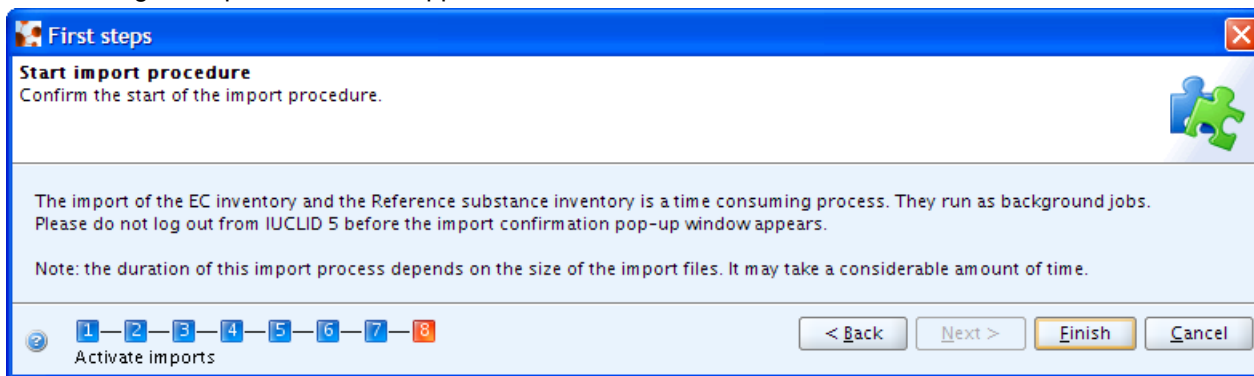 First steps
Start import procedure
Confirm the start of the import procedure.
The import of the EC inventory and the Reference substance inventory is a time consuming process. They run as background jobs.
Please do not log out from IUCLID 5 before the import confirmation pop-up window appears.
Note: the duration of this import process depends on the size of the import files. It may take a considerable amount of time.
? 1 2 3 4 5 6 7 8 < Back Next > Finish Cancel
Activate imports